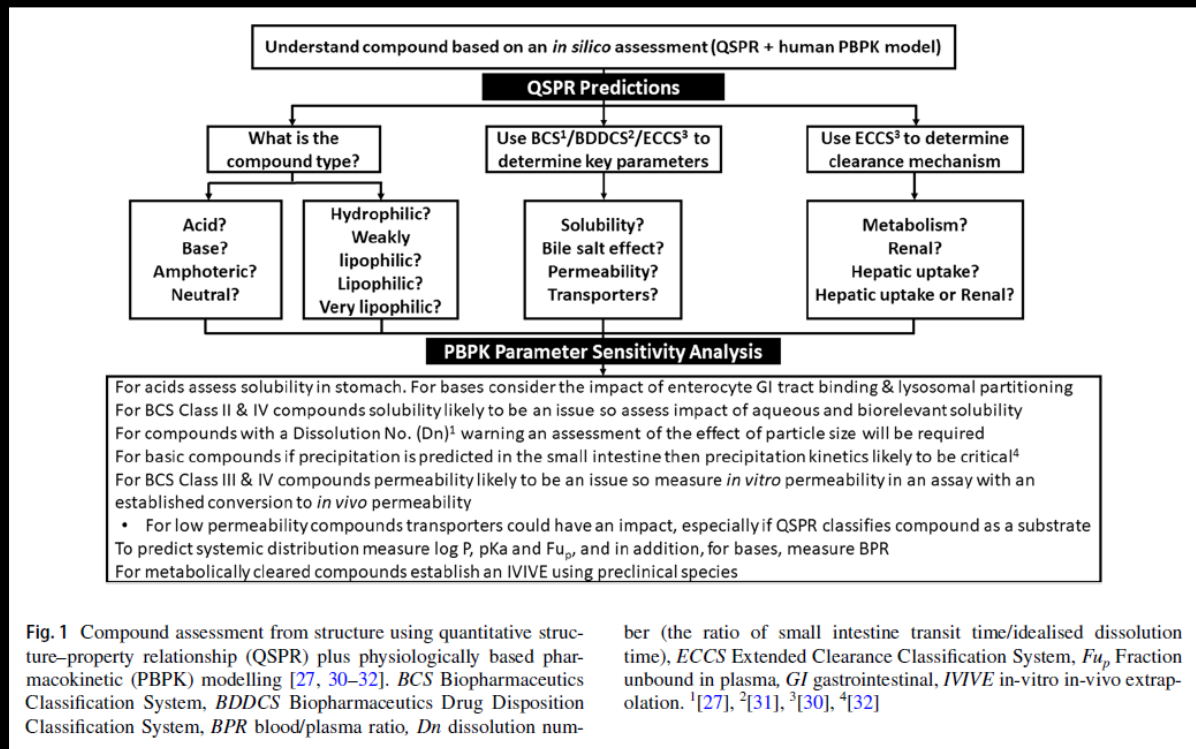 Understand compound based on an in silico assessment (QSPR + human PBPK model)
QSPR Predictions
What is the
compound type?
Use BCS¹/BDDCS²/ECCS³ to
determine key parameters
Use ECCS³ to determine
clearance mechanism
Acid?
Base?
Amphoteric?
Neutral?
Hydrophilic?
Weakly
lipophilic?
Lipophilic?
Very lipophilic?
Solubility?
Bile salt effect?
Permeability?
Transporters?
Metabolism?
Renal?
Hepatic uptake?
Hepatic uptake or Renal?
PBPK Parameter Sensitivity Analysis
For acids assess solubility in stomach. For bases consider the impact of enterocyte GI tract binding & lysosomal partitioning
For BCS Class II & IV compounds solubility likely to be an issue so assess impact of aqueous and biorelevant solubility
For compounds with a Dissolution No. (Dn)¹ warning an assessment of the effect of particle size will be required
For basic compounds if precipitation is predicted in the small intestine then precipitation kinetics likely to be critical⁴
For BCS Class III & IV compounds permeability likely to be an issue so measure in vitro permeability in an assay with an
established conversion to in vivo permeability
• For low permeability compounds transporters could have an impact, especially if QSPR classifies compound as a substrate
To predict systemic distribution measure log P, pKa and Fuₚ, and in addition, for bases, measure BPR
For metabolically cleared compounds establish an IVIVE using preclinical species
Fig. 1 Compound assessment from structure using quantitative struc-
ture–property relationship (QSPR) plus physiologically based phar-
macokinetic (PBPK) modelling [27, 30–32]. BCS Biopharmaceutics
Classification System, BDDCS Biopharmaceutics Drug Disposition
Classification System, BPR blood/plasma ratio, Dn dissolution num-
ber (the ratio of small intestine transit time/idealised dissolution
time), ECCS Extended Clearance Classification System, Fuₚ Fraction
unbound in plasma, GI gastrointestinal, IVIVE in-vitro in-vivo extrap-
olation. ¹[27], ²[31], ³[30], ⁴[32]